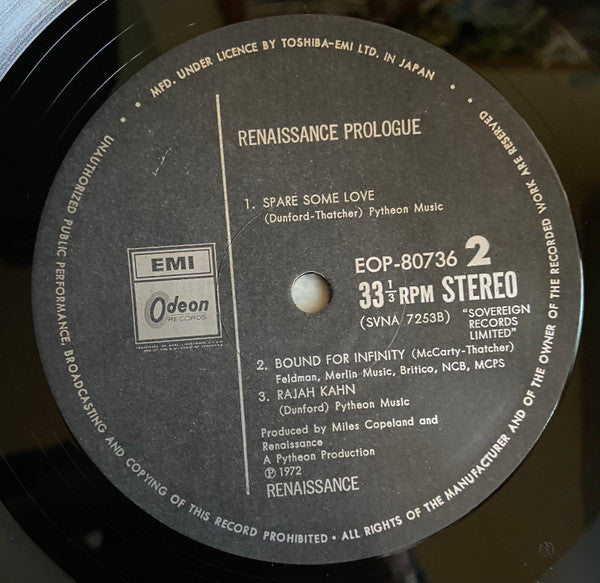 • MFD. UNDER LICENCE BY TOSHIBA-EMI LTD. IN JAPAN •
RENAISSANCE PROLOGUE
1. SPARE SOME LOVE
(Dunford-Thatcher) Pytheon Music
EMI
Odeon
RECORDS
EOP-80736 2
33⅓ RPM STEREO
(SVNA 7253B) "SOVEREIGN
RECORDS
LIMITED"
2. BOUND FOR INFINITY (McCarty-Thatcher)
Feldman, Merlin Music, Britico, NCB, MCPS
3. RAJAH KAHN
(Dunford) Pytheon Music
Produced by Miles Copeland and
Renaissance
A Pytheon Production
Ⓟ 1972
RENAISSANCE
UNAUTHORIZED PUBLIC PERFORMANCE, BROADCASTING AND COPYING OF THIS RECORD PROHIBITED • ALL RIGHTS OF THE MANUFACTURER AND OF THE OWNER OF THE RECORDED WORK ARE RESERVED